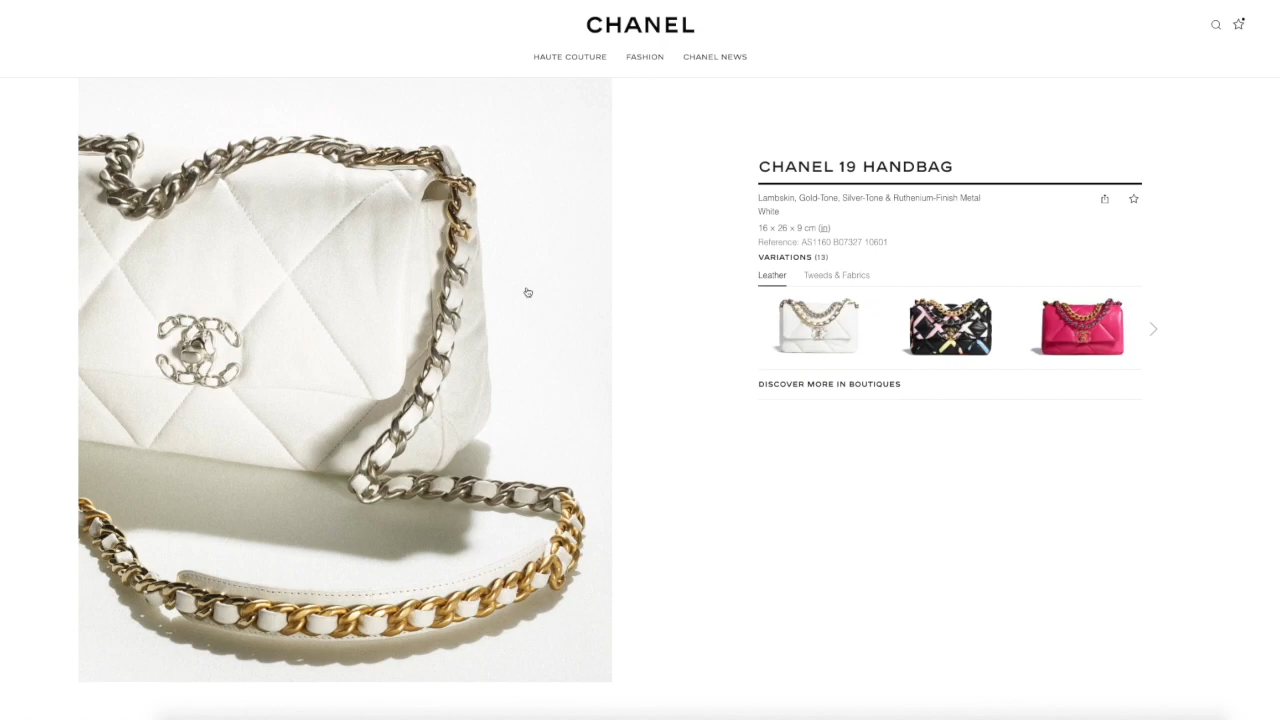 CHANEL
HAUTE COUTURE FASHION CHANEL NEWS
CHANEL 19 HANDBAG
Lambskin, Gold-Tone, Silver-Tone & Ruthenium-Finish Metal
White
16 × 26 × 9 cm (in)
Reference: AS1160 B07327 10601
VARIATIONS (13)
Leather Tweeds & Fabrics
DISCOVER MORE IN BOUTIQUES